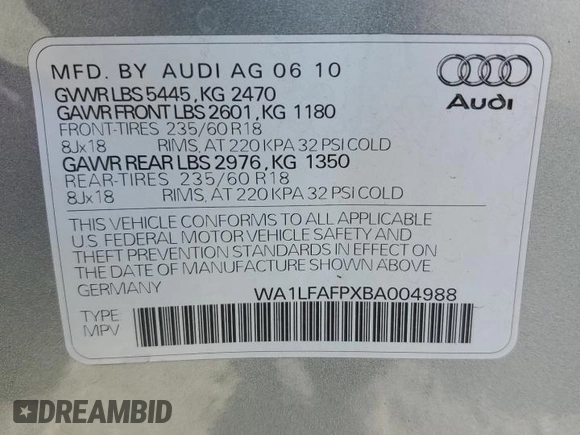 MFD. BY AUDI AG 06 10
GVWR LBS 5445, KG 2470
GAWR FRONT LBS 2601, KG 1180
FRONT-TIRES 235/60 R18
8Jx18 RIMS, AT 220 KPA 32 PSI COLD
GAWR REAR LBS 2976, KG 1350
REAR-TIRES 235/60 R18
8Jx18 RIMS, AT 220 KPA 32 PSI COLD
THIS VEHICLE CONFORMS TO ALL APPLICABLE
U.S. FEDERAL MOTOR VEHICLE SAFETY AND
THEFT PREVENTION STANDARDS IN EFFECT ON
THE DATE OF MANUFACTURE SHOWN ABOVE
GERMANY WA1LFAFPXBA004988
TYPE
MPV
Audi
DREAMBID